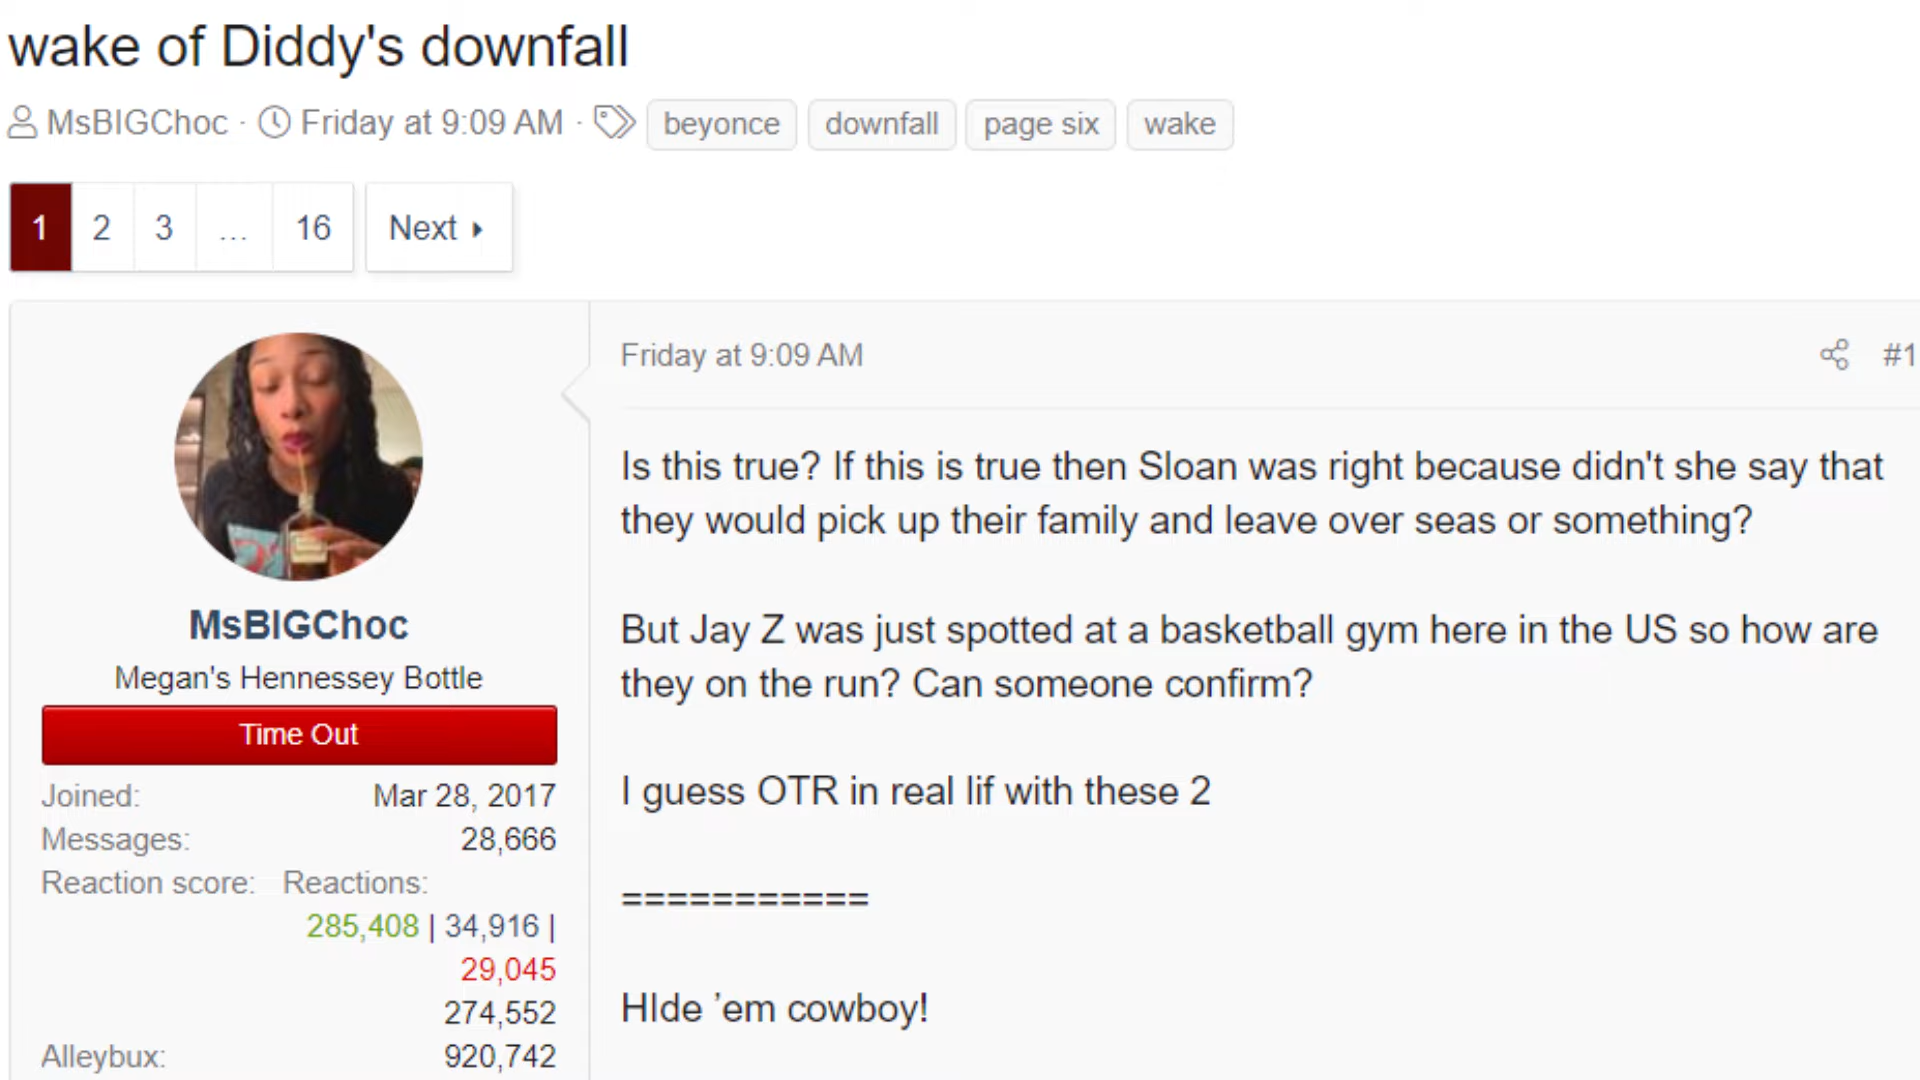 wake of Diddy's downfall
MsBIGChoc · Friday at 9:09 AM · beyonce downfall page six wake
1 2 3 ... 16 Next
Friday at 9:09 AM #1
Is this true? If this is true then Sloan was right because didn't she say that
they would pick up their family and leave over seas or something?
But Jay Z was just spotted at a basketball gym here in the US so how are
they on the run? Can someone confirm?
I guess OTR in real lif with these 2
===========
HIde ’em cowboy!
MsBIGChoc
Megan's Hennessey Bottle
Time Out
Joined: Mar 28, 2017
Messages: 28,666
Reaction score: Reactions:
285,408 | 34,916 |
29,045
274,552
Alleybux: 920,742